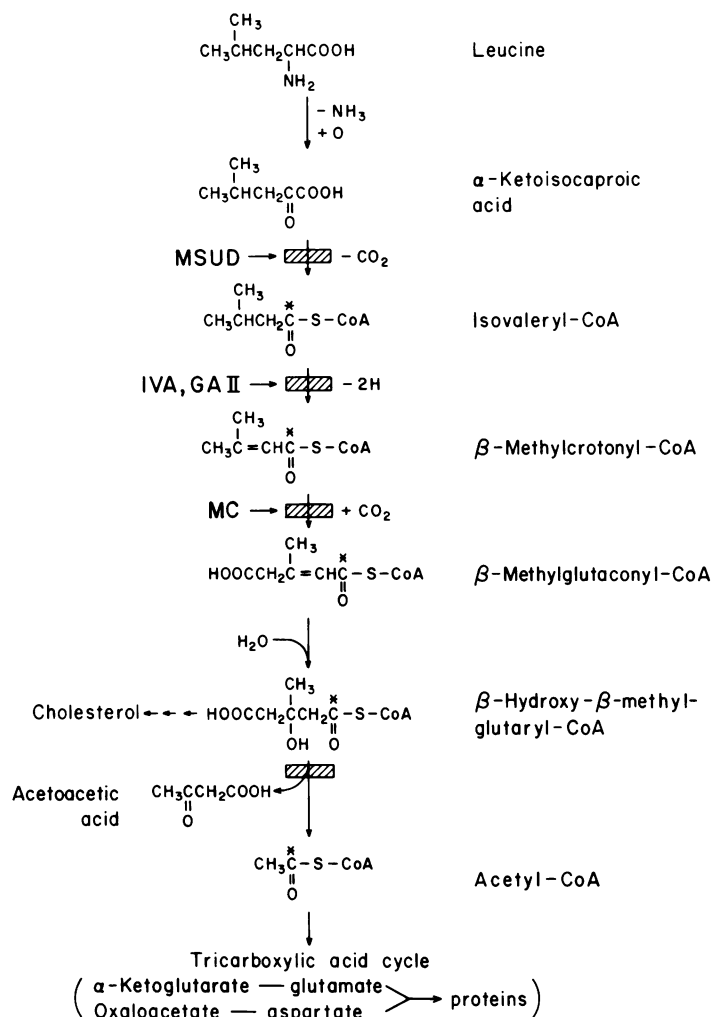 CH₃
CH₃CHCH₂CHCOOH Leucine
NH₂
- NH₃
+ O
CH₃
CH₃CHCH₂CCOOH α-Ketoisocaproic
O acid
MSUD → - CO₂
CH₃ *
CH₃CHCH₂C-S-CoA Isovaleryl-CoA
O
IVA, GA II → - 2H
CH₃ *
CH₃C=CHC-S-CoA β-Methylcrotonyl-CoA
O
MC → + CO₂
CH₃ *
HOOCCH₂C=CHC-S-CoA β-Methylglutaconyl-CoA
O
H₂O
CH₃ *
Cholesterol ← ← ← HOOCCH₂CCH₂C-S-CoA β-Hydroxy-β-methyl-
OH O glutaryl-CoA
Acetoacetic CH₃CCH₂COOH
acid O
*
CH₃C-S-CoA Acetyl-CoA
O
Tricarboxylic acid cycle
(α-Ketoglutarate — glutamate
Oxaloacetate — aspartate → proteins)